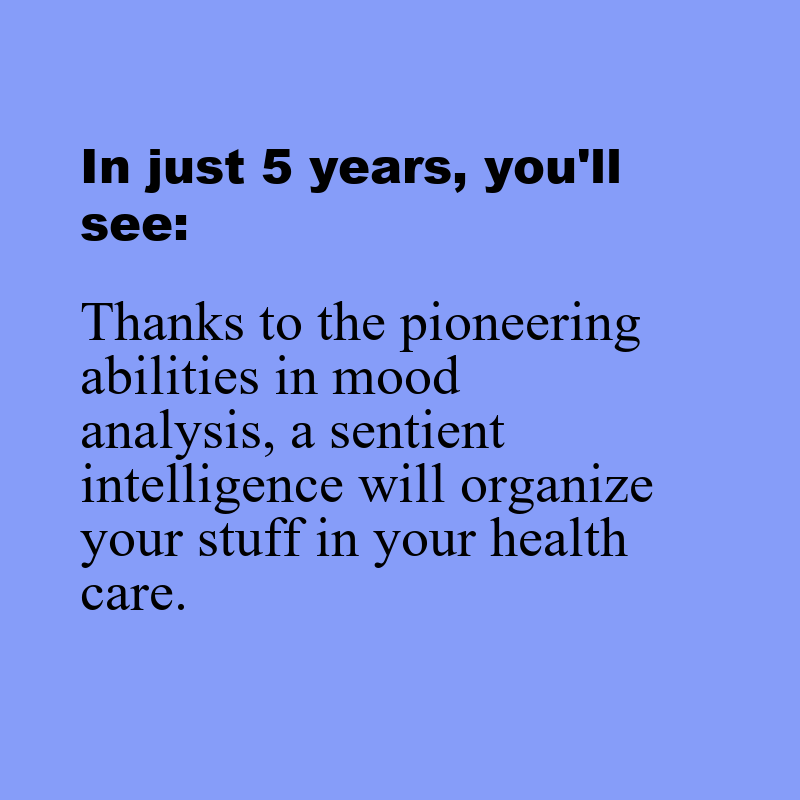 In just 5 years, you'll
see:
Thanks to the pioneering
abilities in mood
analysis, a sentient
intelligence will organize
your stuff in your health
care.